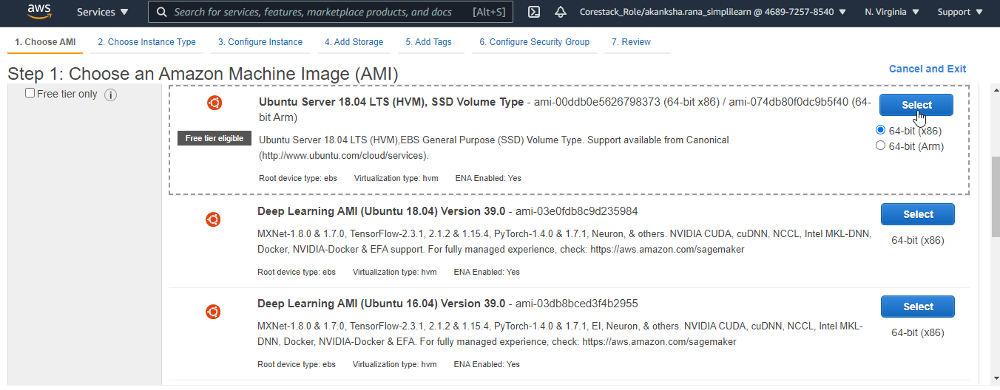 aws
Services
Search for services, features, marketplace products, and docs [Alt+S]
Corestack_Role/akanksha.rana_simplilearn @ 4689-7257-8540
N. Virginia
Support
1. Choose AMI
2. Choose Instance Type
3. Configure Instance
4. Add Storage
5. Add Tags
6. Configure Security Group
7. Review
Step 1: Choose an Amazon Machine Image (AMI)
Cancel and Exit
Free tier only i
Ubuntu Server 18.04 LTS (HVM), SSD Volume Type - ami-00ddb0e5626798373 (64-bit x86) / ami-074db80f0dc9b5f40 (64-
bit Arm)
Free tier eligible
Ubuntu Server 18.04 LTS (HVM),EBS General Purpose (SSD) Volume Type. Support available from Canonical
(http://www.ubuntu.com/cloud/services).
Root device type: ebs Virtualization type: hvm ENA Enabled: Yes
Select
64-bit (x86)
64-bit (Arm)
Deep Learning AMI (Ubuntu 18.04) Version 39.0 - ami-03e0fdb8c9d235984
MXNet-1.8.0 & 1.7.0, TensorFlow-2.3.1, 2.1.2 & 1.15.4, PyTorch-1.4.0 & 1.7.1, Neuron, & others. NVIDIA CUDA, cuDNN, NCCL, Intel MKL-DNN,
Docker, NVIDIA-Docker & EFA support. For fully managed experience, check: https://aws.amazon.com/sagemaker
Root device type: ebs Virtualization type: hvm ENA Enabled: Yes
Select
64-bit (x86)
Deep Learning AMI (Ubuntu 16.04) Version 39.0 - ami-03db8bced3f4b2955
MXNet-1.8.0 & 1.7.0, TensorFlow-2.3.1, 2.1.2 & 1.15.4, PyTorch-1.4.0 & 1.7.1, EI, Neuron, & others. NVIDIA CUDA, cuDNN, NCCL, Intel MKL-
DNN, Docker, NVIDIA-Docker & EFA. For fully managed experience, check: https://aws.amazon.com/sagemaker
Root device type: ebs Virtualization type: hvm ENA Enabled: Yes
Select
64-bit (x86)